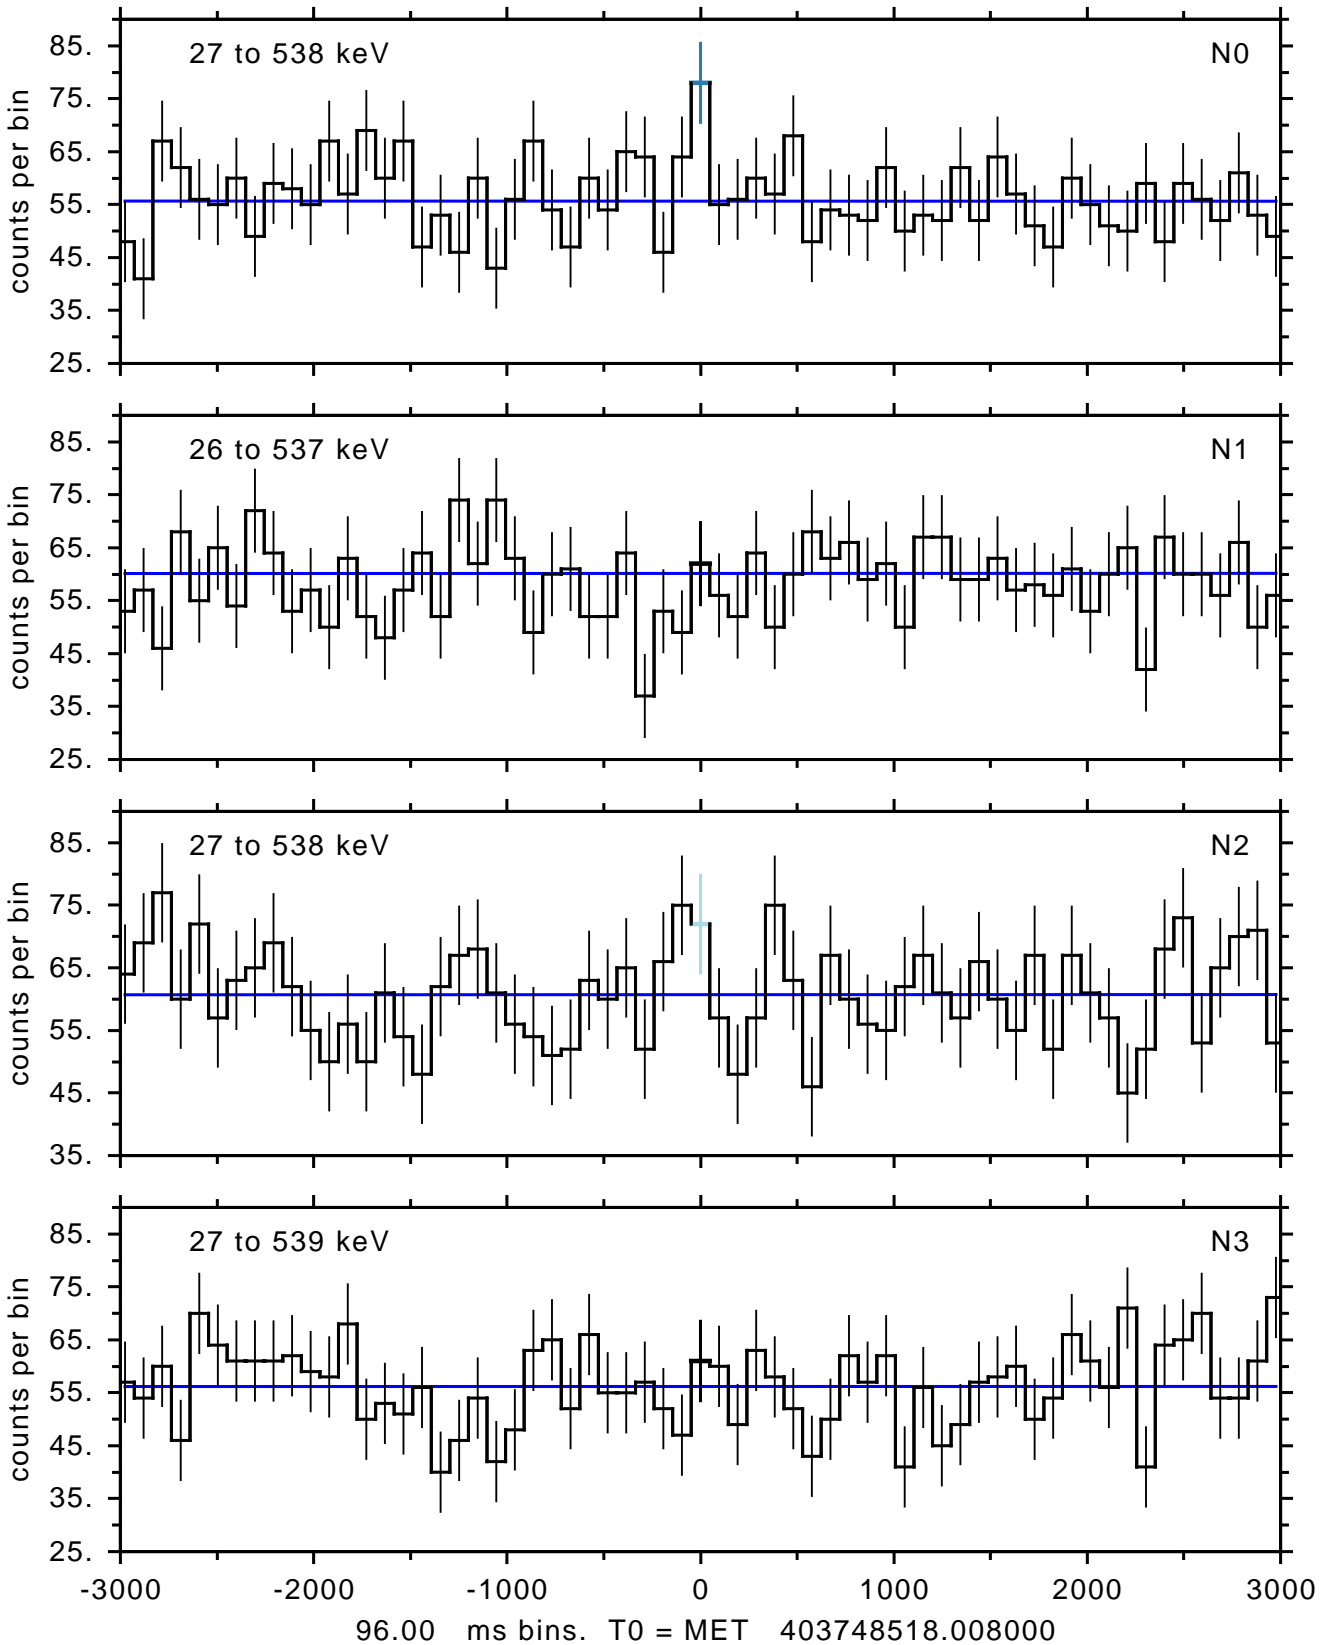 27 to 538 keV N0
85.
75.
65.
55.
45.
35.
25.
counts per bin
26 to 537 keV N1
85.
75.
65.
55.
45.
35.
25.
counts per bin
27 to 538 keV N2
85.
75.
65.
55.
45.
35.
counts per bin
27 to 539 keV N3
85.
75.
65.
55.
45.
35.
25.
counts per bin
-3000 -2000 -1000 0 1000 2000 3000
96.00 ms bins. T0 = MET 403748518.008000